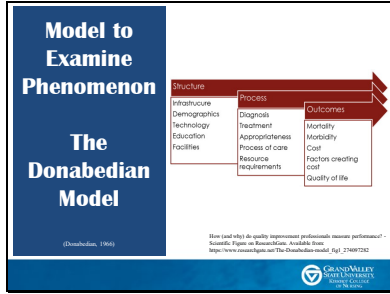 Model to
Examine
Phenomenon
The
Donabedian
Model
(Donabedian, 1966)
Structure
Infrastrucure
Demographics
Technology
Education
Facilities
Process
Diagnosis
Treatment
Appropriateness
Process of care
Resource
requirements
Outcomes
Mortality
Morbidity
Cost
Factors creating
cost
Quality of life
How (and why) do quality improvement professionals measure performance? -
Scientific Figure on ResearchGate. Available from:
https://www.researchgate.net/The-Donabedian-model_fig1_274097282
GRAND VALLEY
STATE UNIVERSITY
KIRKHOF COLLEGE
OF NURSING